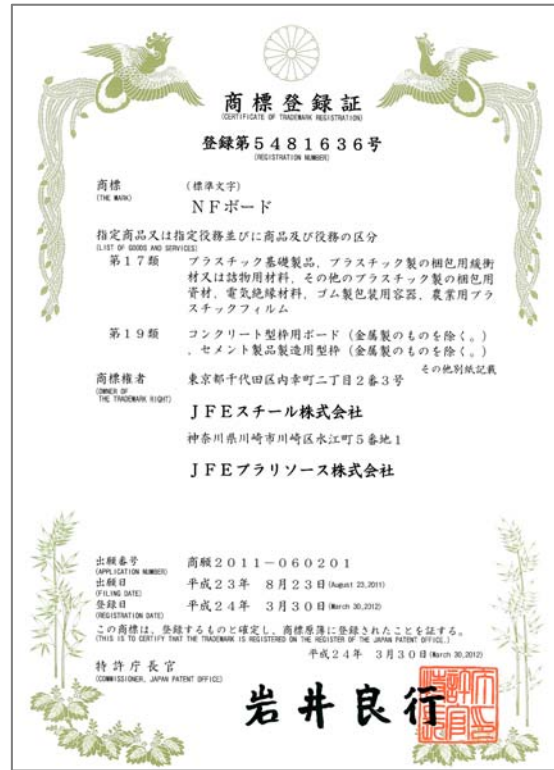 商標登録証
(CERTIFICATE OF TRADEMARK REGISTRATION)
登録第5481636号
(REGISTRATION NUMBER)
商標 (標準文字)
(THE MARK)
NFボード
指定商品又は指定役務並びに商品及び役務の区分
(LIST OF GOODS AND SERVICES)
第17類 プラスチック基礎製品，プラスチック製の梱包用緩衝
材又は詰物用材料，その他のプラスチック製の梱包用
資材，電気絶縁材料，ゴム製包装用容器，農業用プラ
スチックフィルム
第19類 コンクリート型枠用ボード（金属製のものを除く。）
，セメント製品製造用型枠（金属製のものを除く。）
その他別紙記載
商標権者 東京都千代田区内幸町二丁目2番3号
(OWNER OF
THE TRADEMARK RIGHT)
JFEスチール株式会社
神奈川県川崎市川崎区水江町5番地1
JFEプラリソース株式会社
出願番号 商願2011-060201
(APPLICATION NUMBER)
出願日 平成23年 8月23日(August 23,2011)
(FILING DATE)
登録日 平成24年 3月30日(March 30,2012)
(REGISTRATION DATE)
この商標は，登録するものと確定し，商標原簿に登録されたことを証する。
(THIS IS TO CERTIFY THAT THE TRADEMARK IS REGISTERED ON THE REGISTER OF THE JAPAN PATENT OFFICE.)
平成24年 3月30日(March 30,2012)
特許庁長官
(COMMISSIONER, JAPAN PATENT OFFICE)
岩井良行